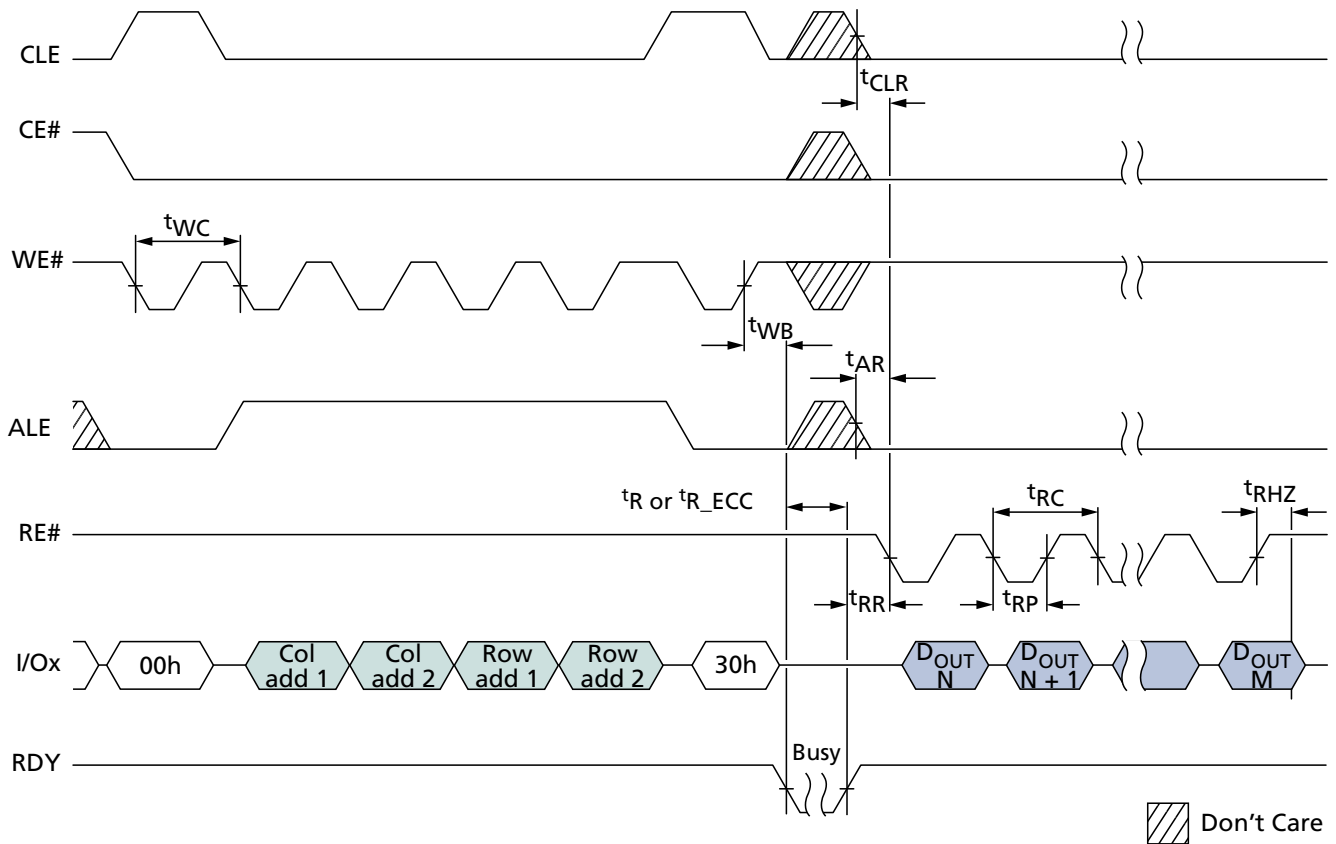 CLE
tCLR
CE#
tWC
WE#
tWB
tAR
ALE
tR or tR_ECC
tRC
tRHZ
RE#
tRR
tRP
I/Ox
00h
Col
add 1
Col
add 2
Row
add 1
Row
add 2
30h
DOUT
N
DOUT
N + 1
DOUT
M
RDY
Busy
Don't Care